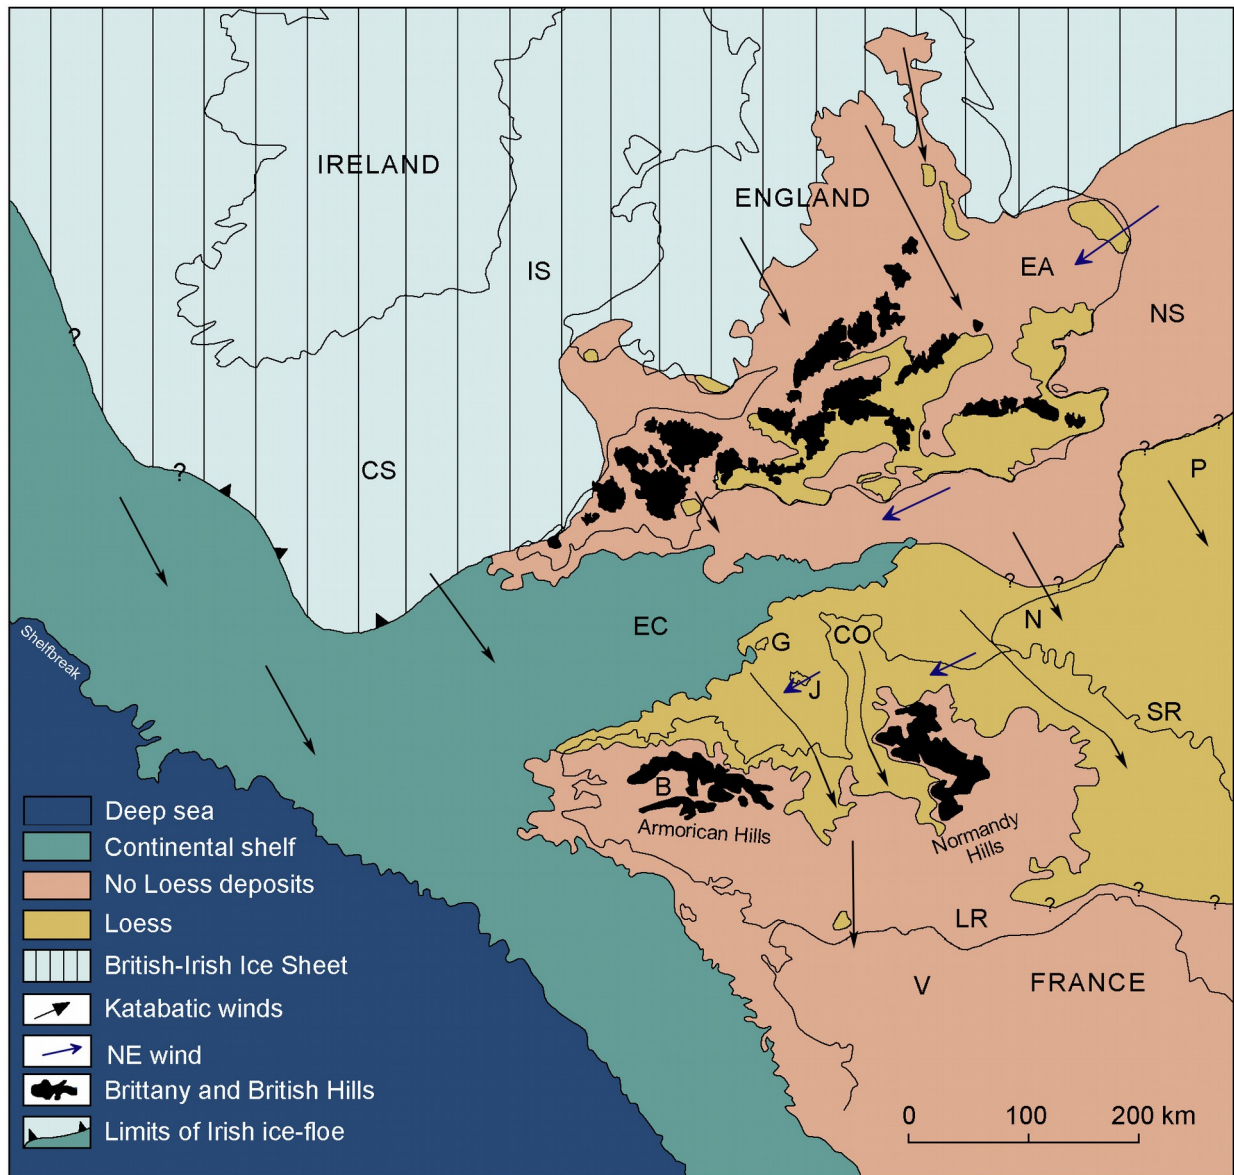 IRELAND
ENGLAND
IS
EA
NS
?
CS
?
?
?
P
Shelfbreak
EC
G
CO
?
?
N
J
SR
B
Armorican Hills
Normandy
Hills
?
?
?
LR
V
FRANCE
Deep sea
Continental shelf
No Loess deposits
Loess
British-Irish Ice Sheet
Katabatic winds
NE wind
Brittany and British Hills
Limits of Irish ice-floe
0 100 200 km